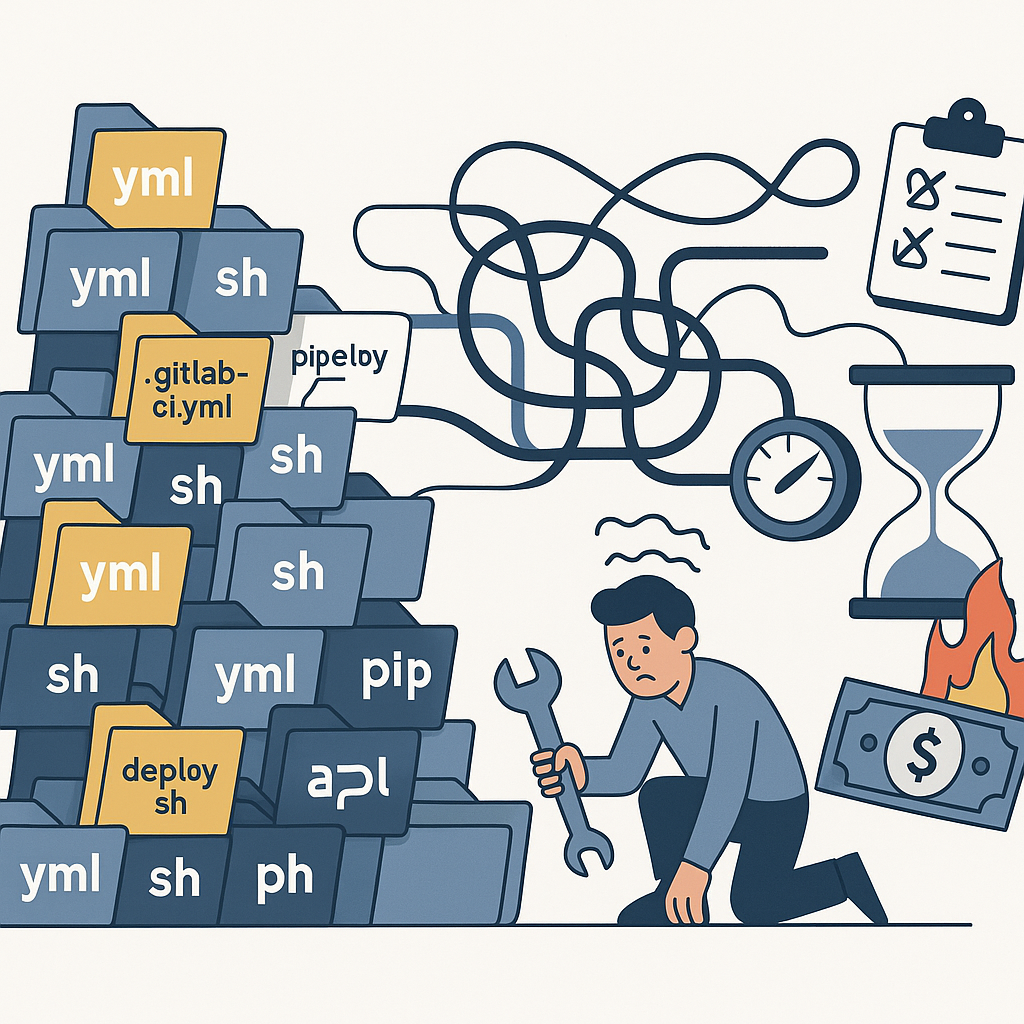 yml
yml
sh
pipeloy
.gitlab-
ci.yml
yml
sh
sh
yml
sh
sh
yml
pip
deploy
sh
apl
yml
sh
ph
$